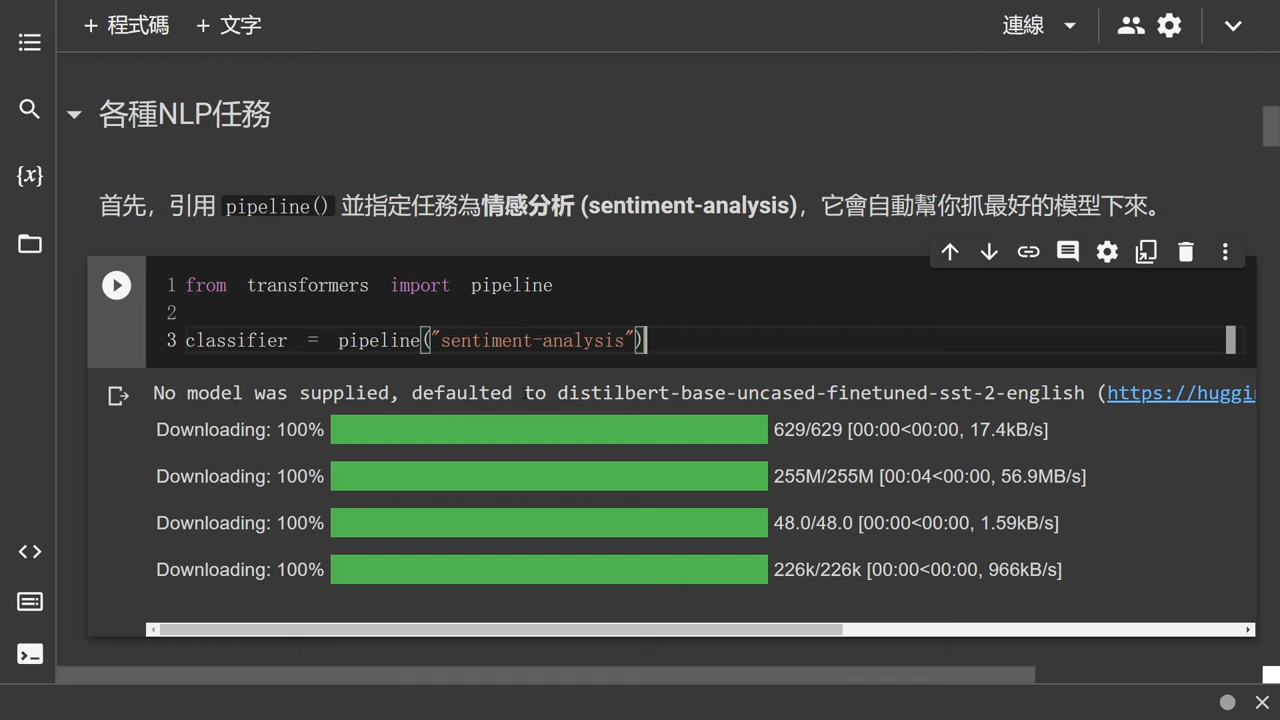 + 程式碼 + 文字
連線
{x}
各種NLP任務
首先，引用 pipeline() 並指定任務為情感分析 (sentiment-analysis)，它會自動幫你抓最好的模型下來。
1 from transformers import pipeline
2
3 classifier = pipeline("sentiment-analysis")
No model was supplied, defaulted to distilbert-base-uncased-finetuned-sst-2-english (https://huggi
Downloading: 100% 629/629 [00:00<00:00, 17.4kB/s]
Downloading: 100% 255M/255M [00:04<00:00, 56.9MB/s]
Downloading: 100% 48.0/48.0 [00:00<00:00, 1.59kB/s]
Downloading: 100% 226k/226k [00:00<00:00, 966kB/s]